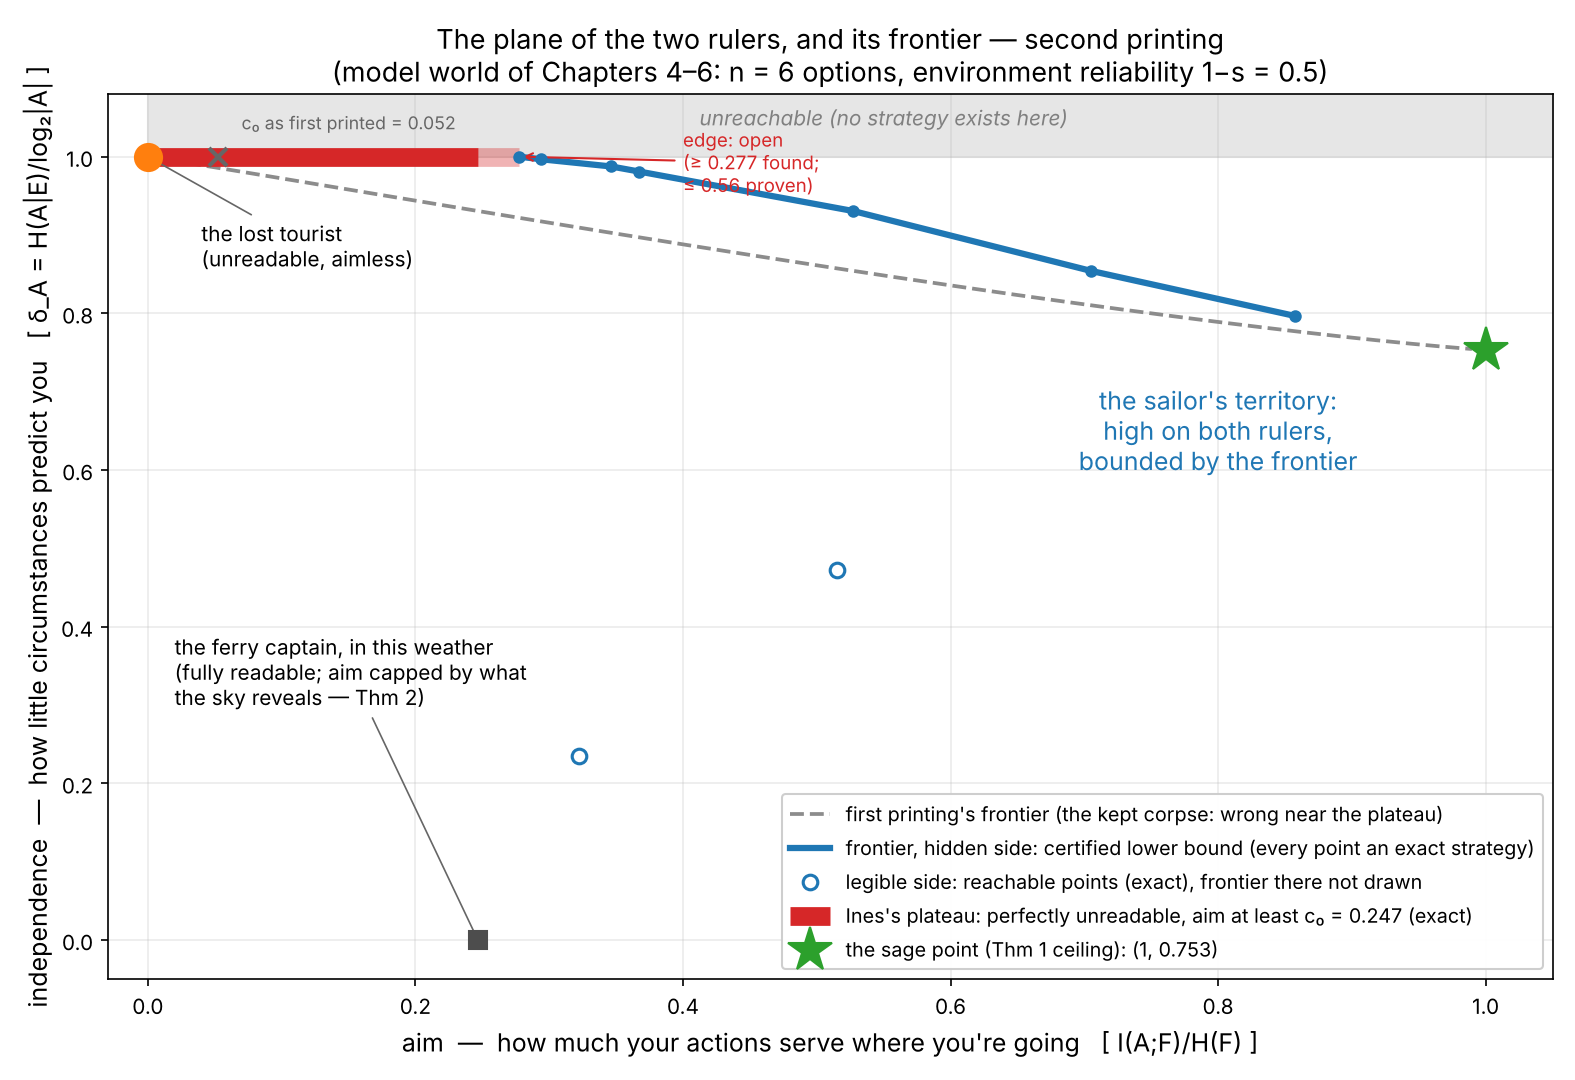 The plane of the two rulers, and its frontier — second printing
(model world of Chapters 4–6: n = 6 options, environment reliability 1−s = 0.5)
independence — how little circumstances predict you [ δ_A = H(A|E)/log₂|A| ]
1.0
0.8
0.6
0.4
0.2
0.0
c₀ as first printed = 0.052
unreachable (no strategy exists here)
edge: open
(≥ 0.277 found;
≤ 0.56 proven)
the lost tourist
(unreadable, aimless)
the sailor's territory:
high on both rulers,
bounded by the frontier
the ferry captain, in this weather
(fully readable; aim capped by what
the sky reveals — Thm 2)
first printing's frontier (the kept corpse: wrong near the plateau)
frontier, hidden side: certified lower bound (every point an exact strategy)
legible side: reachable points (exact), frontier there not drawn
Ines's plateau: perfectly unreadable, aim at least c₀ = 0.247 (exact)
the sage point (Thm 1 ceiling): (1, 0.753)
0.0 0.2 0.4 0.6 0.8 1.0
aim — how much your actions serve where you're going [ I(A;F)/H(F) ]